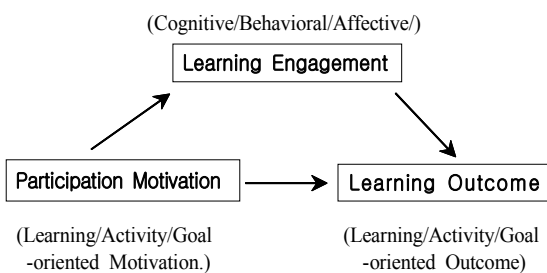 (Cognitive/Behavioral/Affective/)
Learning Engagement
Participation Motivation
Learning Outcome
(Learning/Activity/Goal
-oriented Motivation.)
(Learning/Activity/Goal
-oriented Outcome)